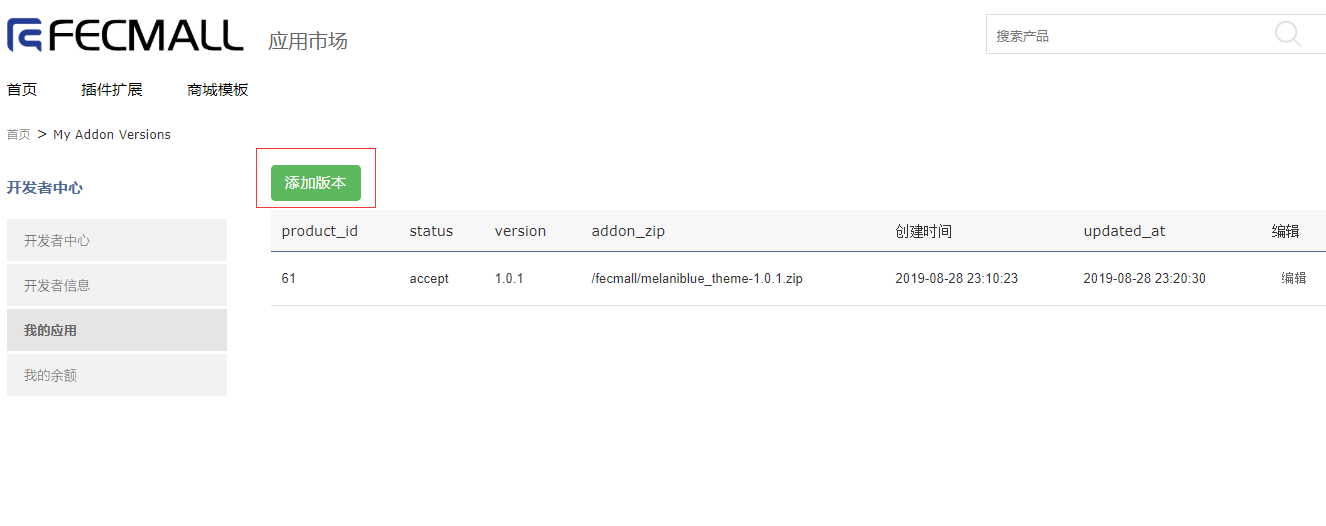 FECMALL 应用市场 搜索产品
首页 插件扩展 商城模板
首页 > My Addon Versions
开发者中心
添加版本
开发者中心
开发者信息
我的应用
我的余额
product_id status version addon_zip 创建时间 updated_at 编辑
61 accept 1.0.1 /fecmall/melaniblue_theme-1.0.1.zip 2019-08-28 23:10:23 2019-08-28 23:20:30 编辑